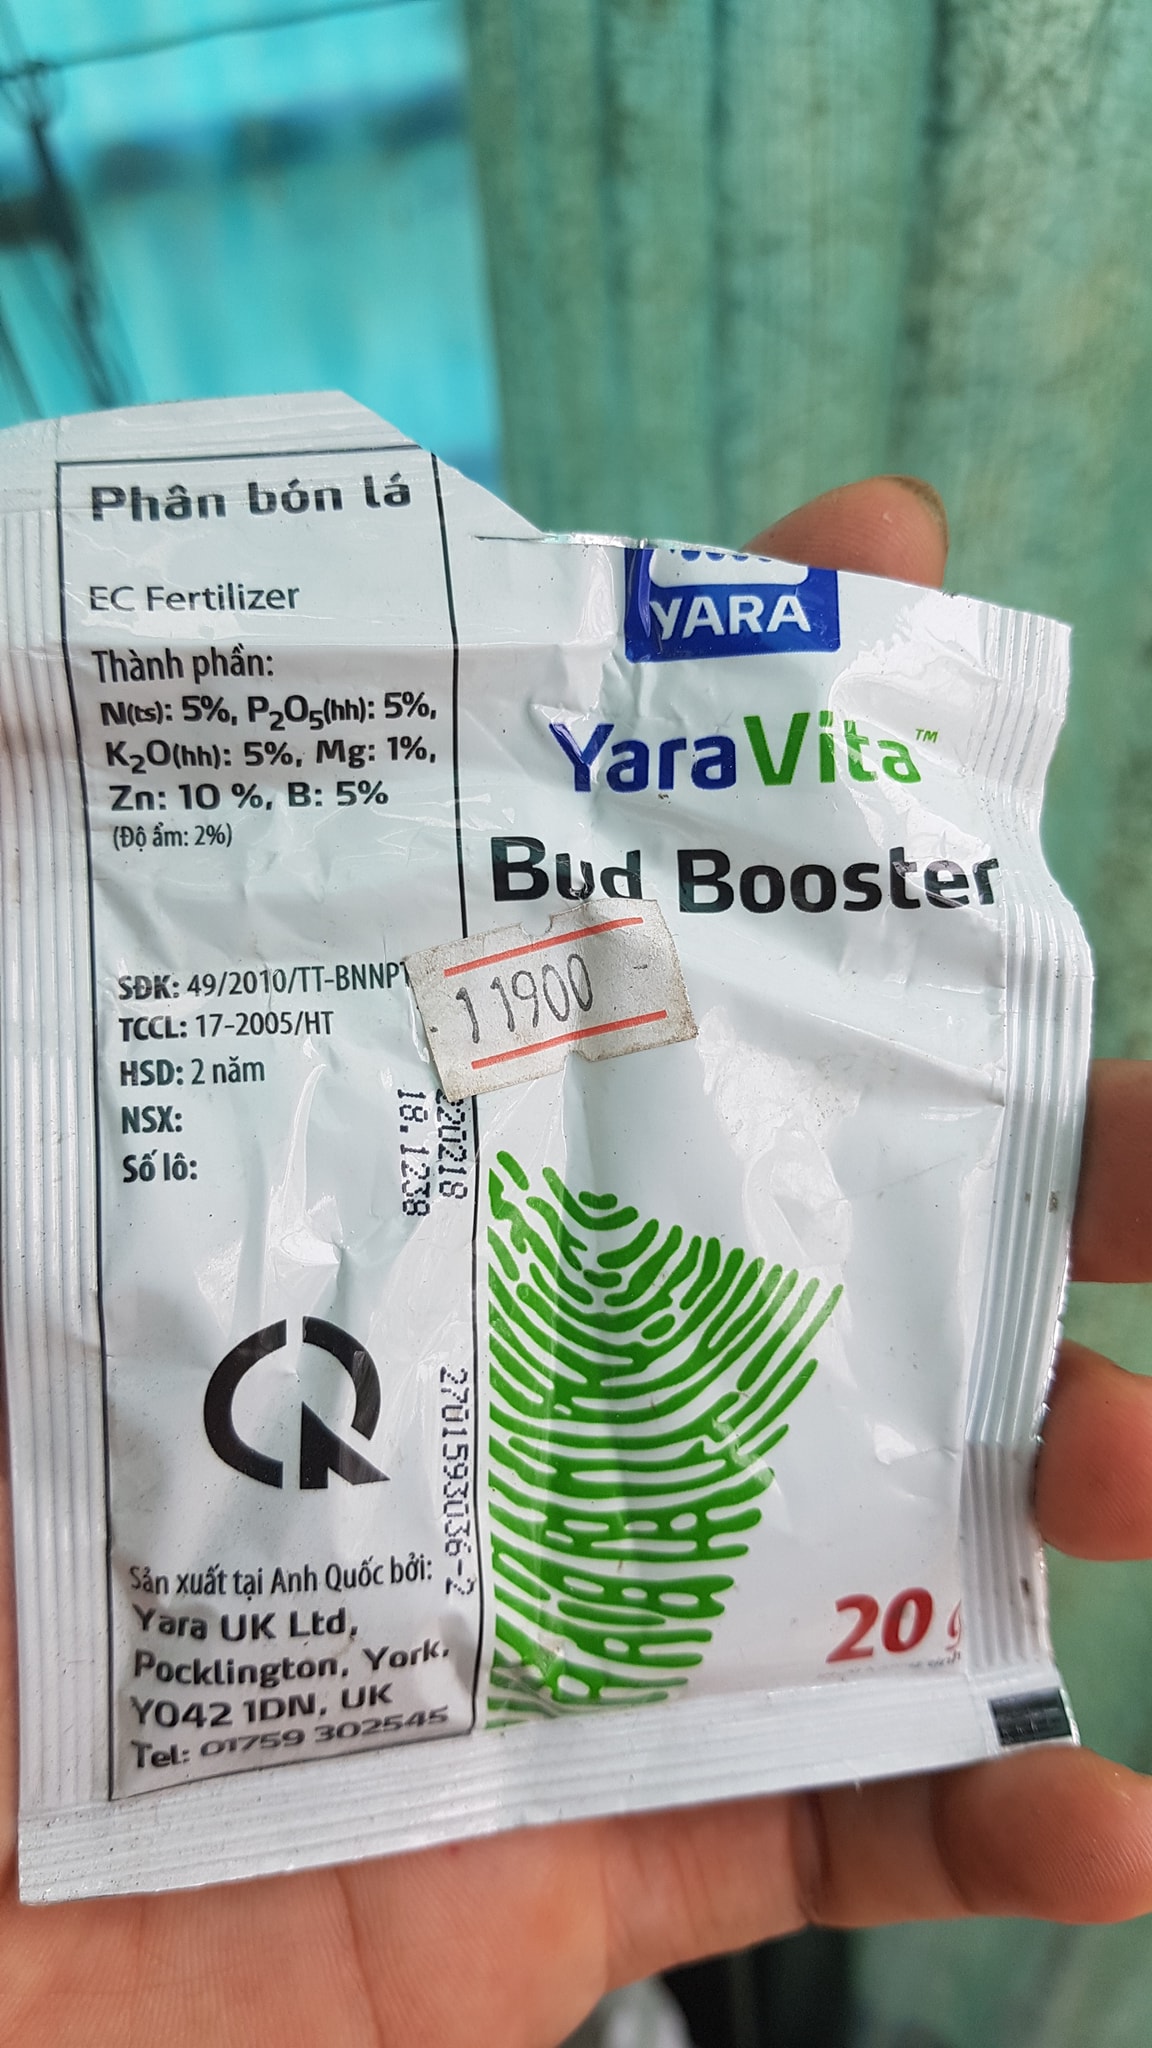 Phân bón lá
EC Fertilizer
Thành phần:
N(ts): 5%, P₂O₅(hh): 5%,
K₂O(hh): 5%, Mg: 1%,
Zn: 10 %, B: 5%
(Độ ẩm: 2%)
SĐK: 49/2010/TT-BNNPT
TCCL: 17-2005/HT
HSD: 2 năm
NSX:
Số lô:
220218
18.1238
2701593036-2
Sản xuất tại Anh Quốc bởi:
Yara UK Ltd,
Pocklington, York,
YO42 1DN, UK
Tel: 01759 302545
YARA
YaraVita™
Bud Booster
11900
20 g